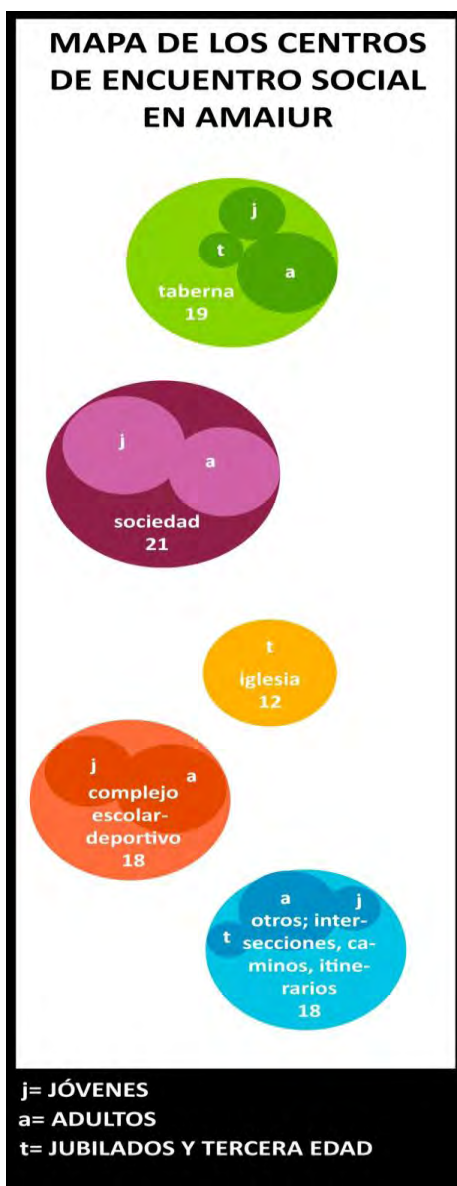 MAPA DE LOS CENTROS
DE ENCUENTRO SOCIAL
EN AMAIUR
j
t
a
taberna
19
j
a
sociedad
21
t
iglesia
12
j
a
complejo
escolar-
deportivo
18
a
j
otros; inter-
t
secciones, ca-
minos, itine-
rarios
18
j= JÓVENES
a= ADULTOS
t= JUBILADOS Y TERCERA EDAD